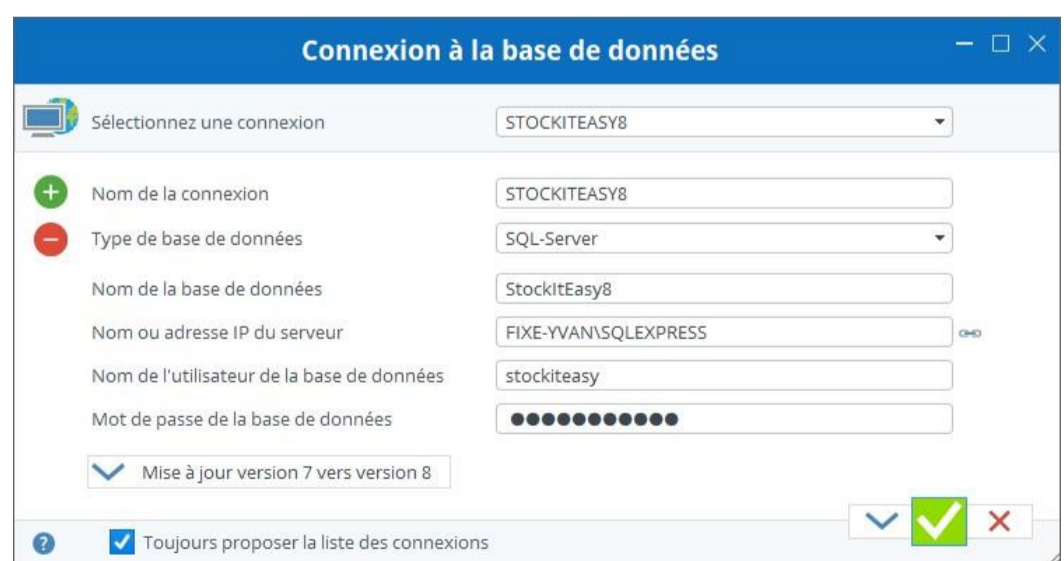 Connexion à la base de données
Sélectionnez une connexion STOCKITEASY8
Nom de la connexion STOCKITEASY8
Type de base de données SQL-Server
Nom de la base de données StockItEasy8
Nom ou adresse IP du serveur FIXE-YVAN\SQLEXPRESS
Nom de l'utilisateur de la base de données stockiteasy
Mot de passe de la base de données ●●●●●●●●●●●
Mise à jour version 7 vers version 8
? Toujours proposer la liste des connexions